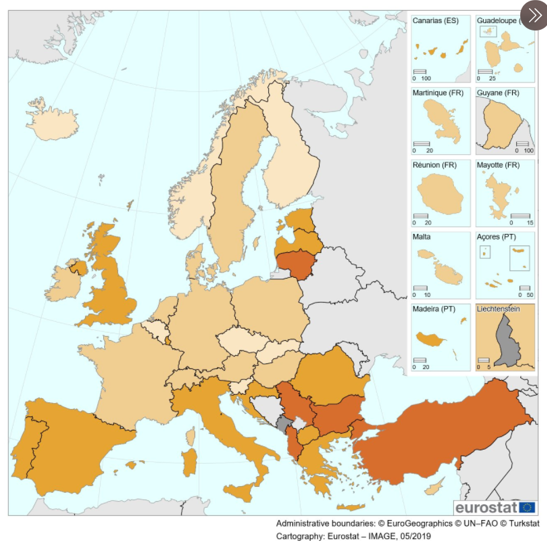 Canarias (ES)
Guadeloupe (
0 100
0 25
Martinique (FR)
Guyane (FR)
0 20
0 100
Réunion (FR)
Mayotte (FR)
0 20
0 15
Malta
Açores (PT)
0 10
0 50
Madeira (PT)
Liechtenstein
0 20
0 5
eurostat
Administrative boundaries: © EuroGeographics © UN–FAO © Turkstat
Cartography: Eurostat – IMAGE, 05/2019